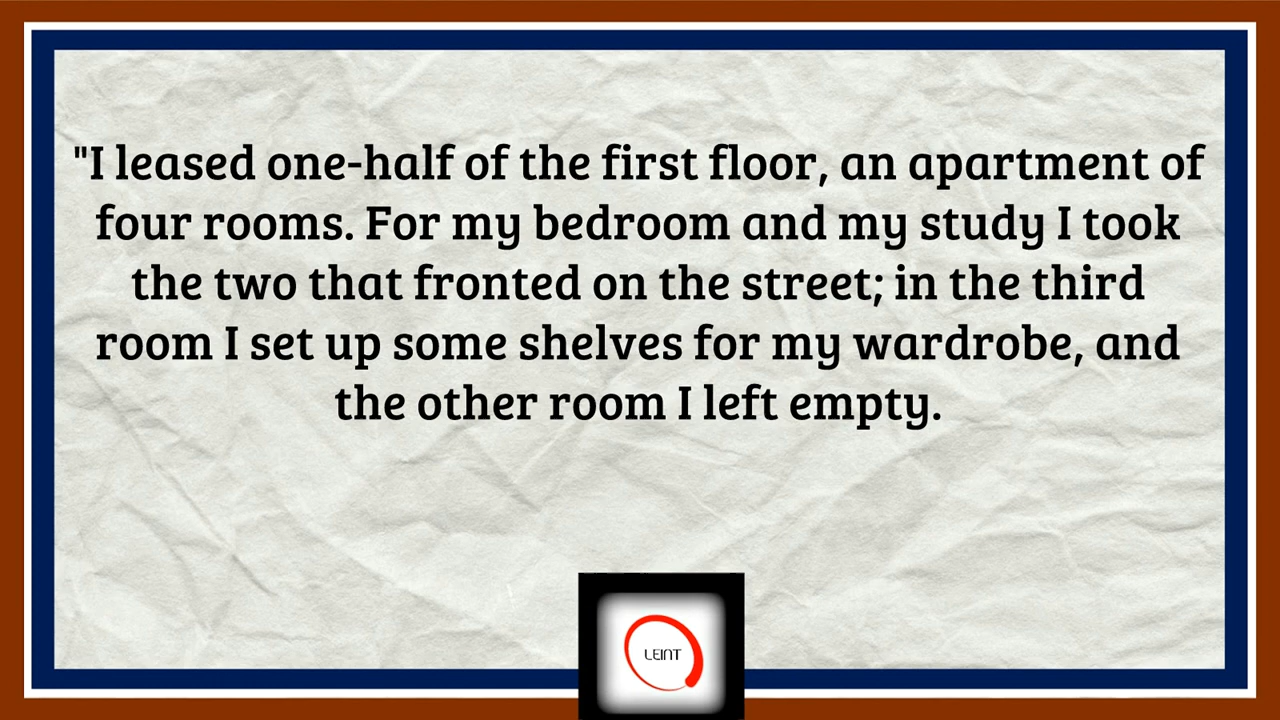 "I leased one-half of the first floor, an apartment of
four rooms. For my bedroom and my study I took
the two that fronted on the street; in the third
room I set up some shelves for my wardrobe, and
the other room I left empty.
LEINT